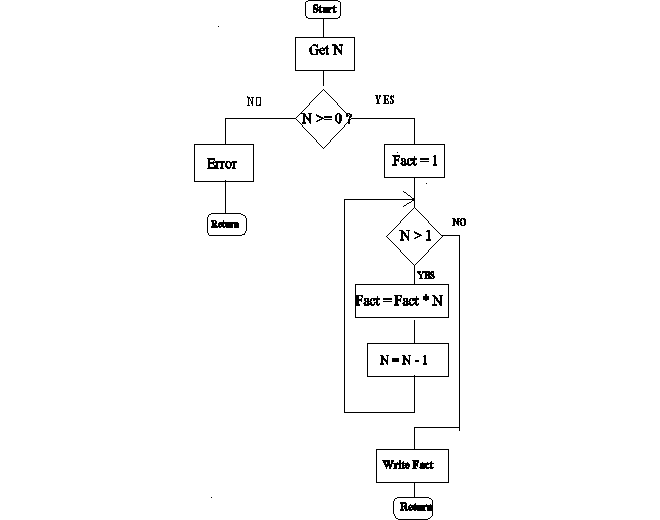 Start
Get N
NO
YES
N >= 0 ?
Error
Fact = 1
Return
NO
N > 1
YES
Fact = Fact * N
N = N - 1
Write Fact
Return